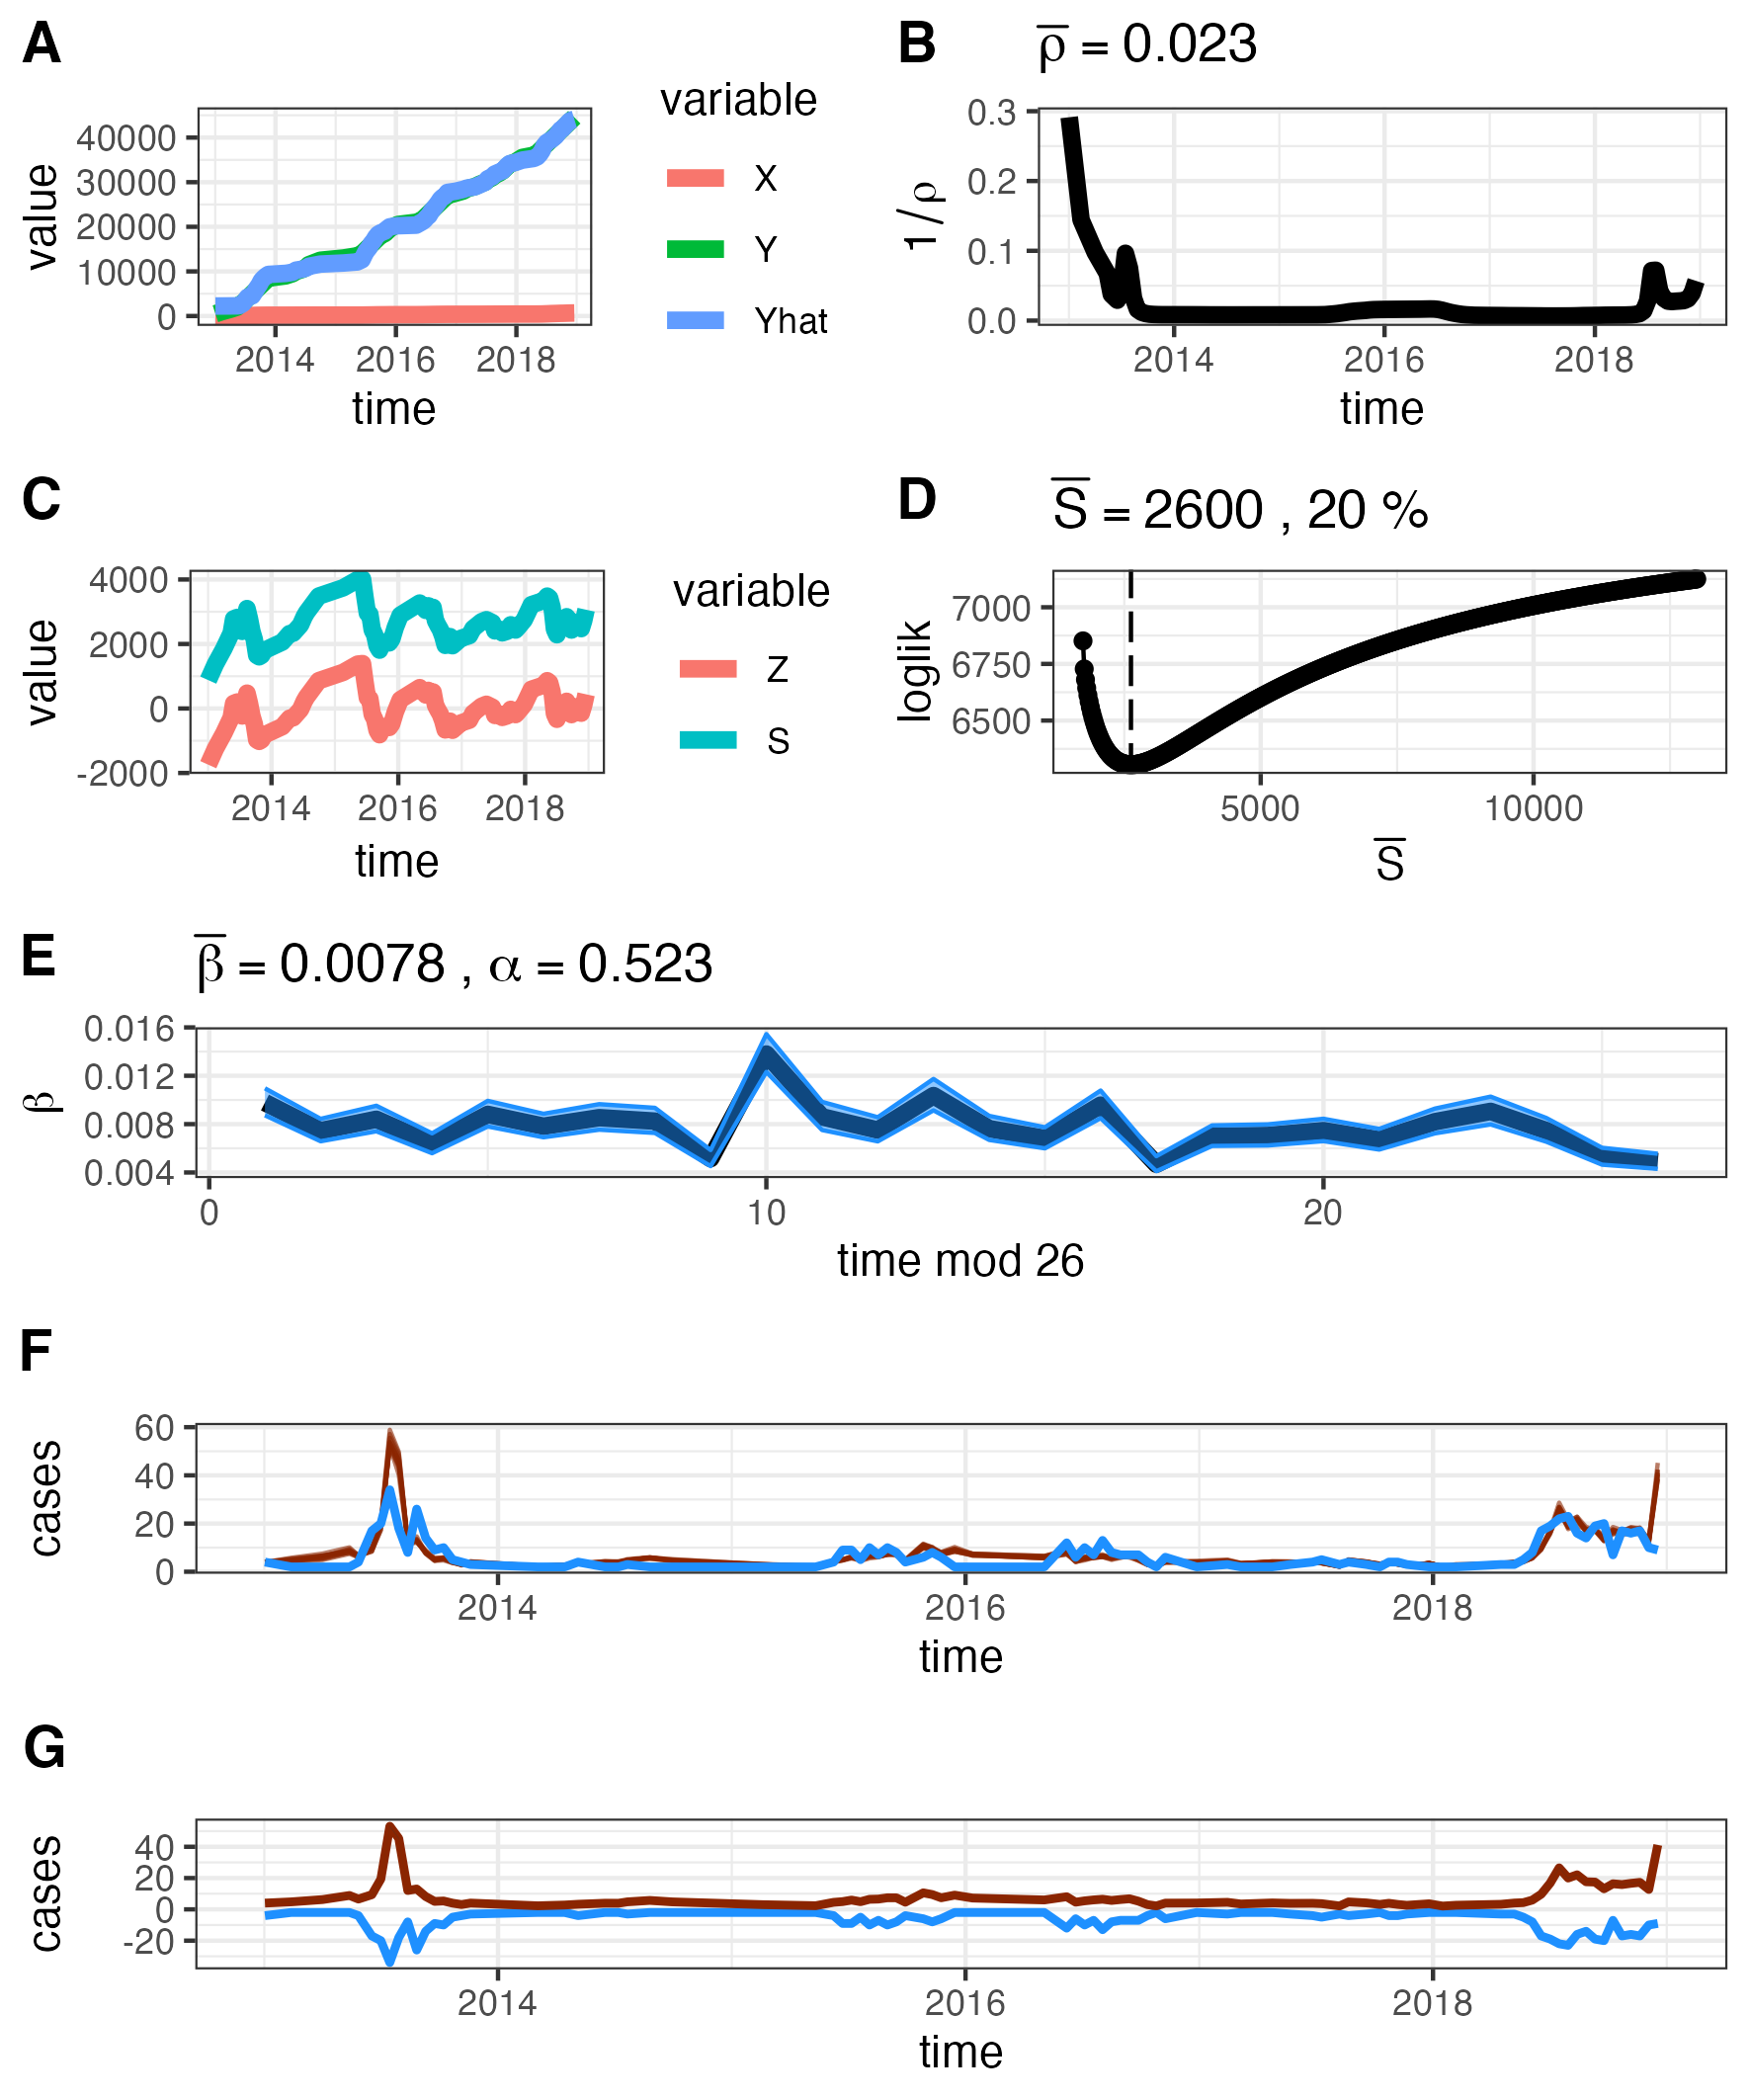 A
value
40000
30000
20000
10000
0
2014 2016 2018
time
variable
X
Y
Yhat
B
ρ̅ = 0.023
1/ρ
0.3
0.2
0.1
0.0
2014 2016 2018
time
C
value
4000
2000
0
-2000
2014 2016 2018
time
variable
Z
S
D
S̅ = 2600 , 20 %
loglik
7000
6750
6500
5000 10000
S̅
E
β̅ = 0.0078 , α = 0.523
β
0.016
0.012
0.008
0.004
0 10 20
time mod 26
F
cases
60
40
20
0
2014 2016 2018
time
G
cases
40
20
0
-20
2014 2016 2018
time